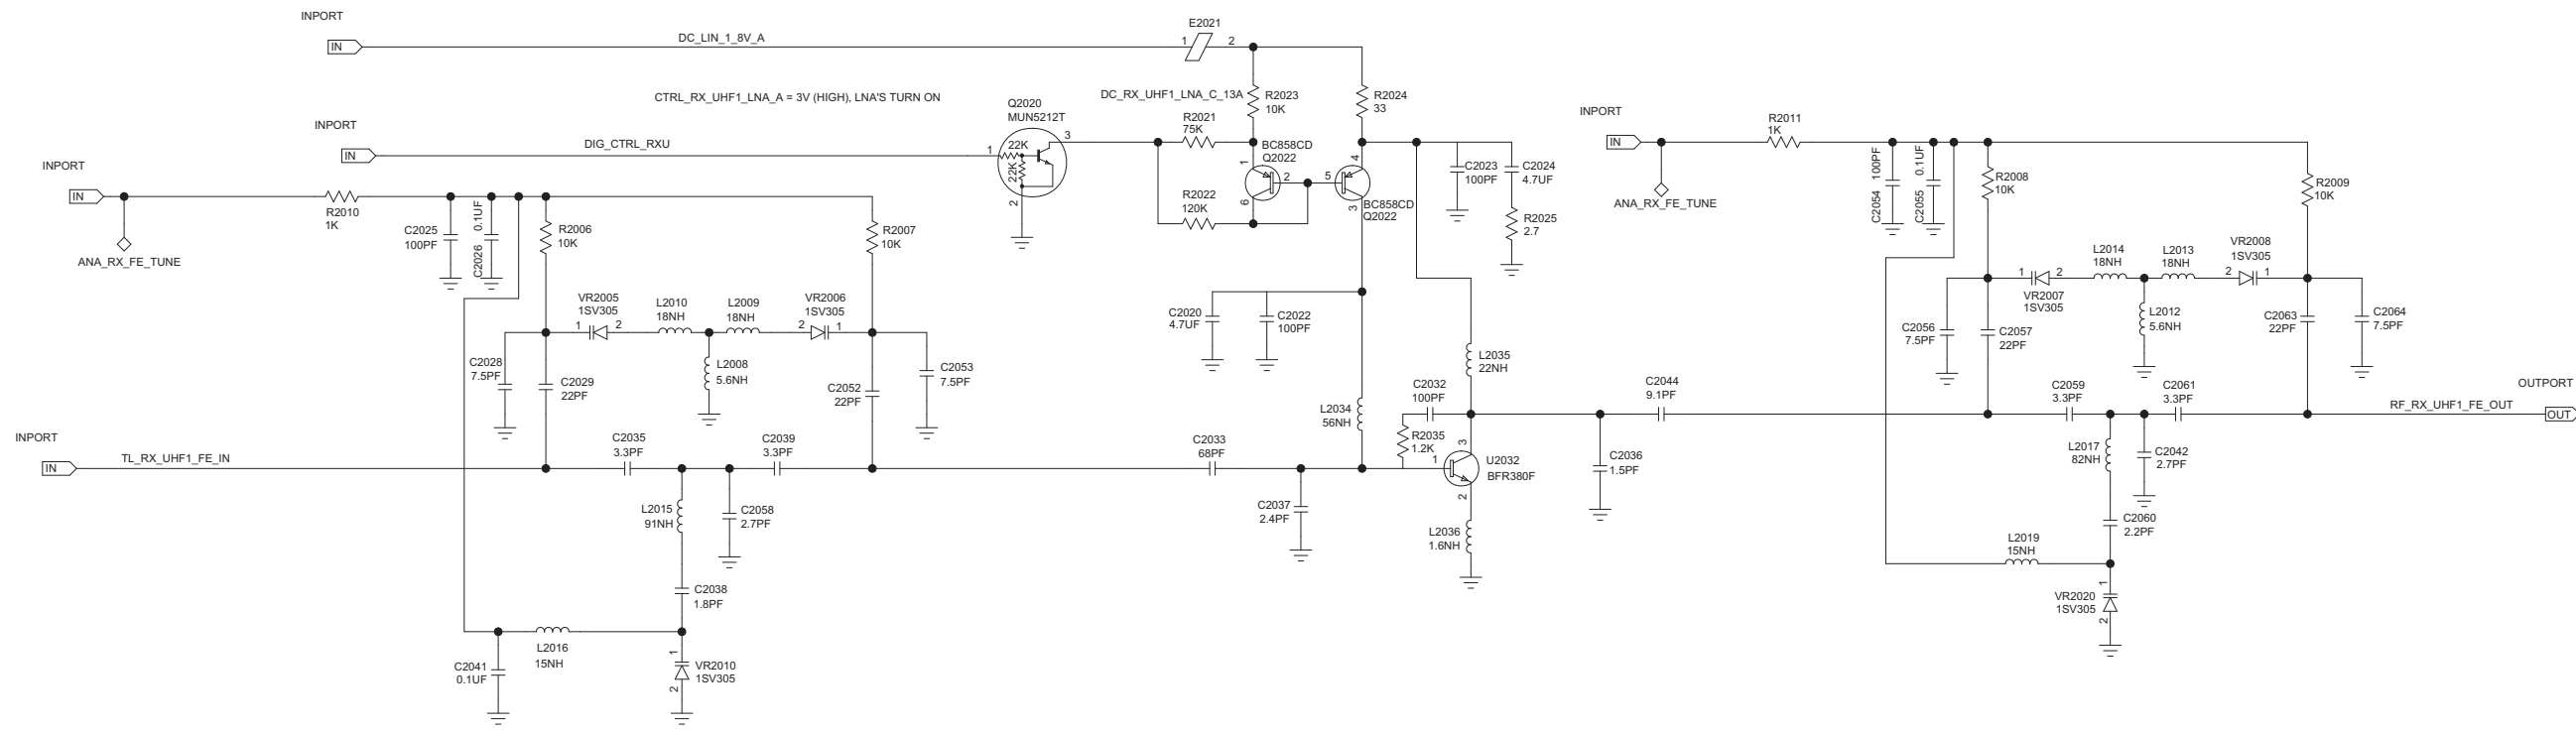 INPORT
IN
DC_LIN_1_8V_A
E2021
1
2
CTRL_RX_UHF1_LNA_A = 3V (HIGH), LNA'S TURN ON
Q2020
MUN5212T
DC_RX_UHF1_LNA_C_13A
R2023
10K
R2024
33
INPORT
IN
DIG_CTRL_RXU
1
22K
22K
3
2
R2021
75K
R2022
120K
BC858CD
Q2022
1
2
6
5
4
3
BC858CD
Q2022
C2023
100PF
C2024
4.7UF
R2025
2.7
INPORT
IN
ANA_RX_FE_TUNE
R2011
1K
C2054 100PF
C2055 0.1UF
R2008
10K
R2009
10K
INPORT
IN
ANA_RX_FE_TUNE
R2010
1K
C2025
100PF
C2026 0.1UF
R2006
10K
R2007
10K
VR2005
1SV305
1
2
L2010
18NH
L2009
18NH
VR2006
1SV305
2
1
C2028
7.5PF
C2029
22PF
L2008
5.6NH
C2052
22PF
C2053
7.5PF
C2020
4.7UF
C2022
100PF
L2034
56NH
C2032
100PF
R2035
1.2K
L2035
22NH
C2044
9.1PF
1
2
VR2007
1SV305
L2014
18NH
L2013
18NH
VR2008
1SV305
2
1
C2056
7.5PF
C2057
22PF
L2012
5.6NH
C2063
22PF
C2064
7.5PF
INPORT
IN
TL_RX_UHF1_FE_IN
C2035
3.3PF
C2039
3.3PF
C2033
68PF
1
3
2
U2032
BFR380F
C2036
1.5PF
C2059
3.3PF
C2061
3.3PF
RF_RX_UHF1_FE_OUT
OUTPORT
OUT
L2017
82NH
C2042
2.7PF
L2015
91NH
C2058
2.7PF
C2037
2.4PF
L2036
1.6NH
C2060
2.2PF
L2019
15NH
C2038
1.8PF
VR2020
1SV305
1
2
C2041
0.1UF
L2016
15NH
1
2
VR2010
1SV305